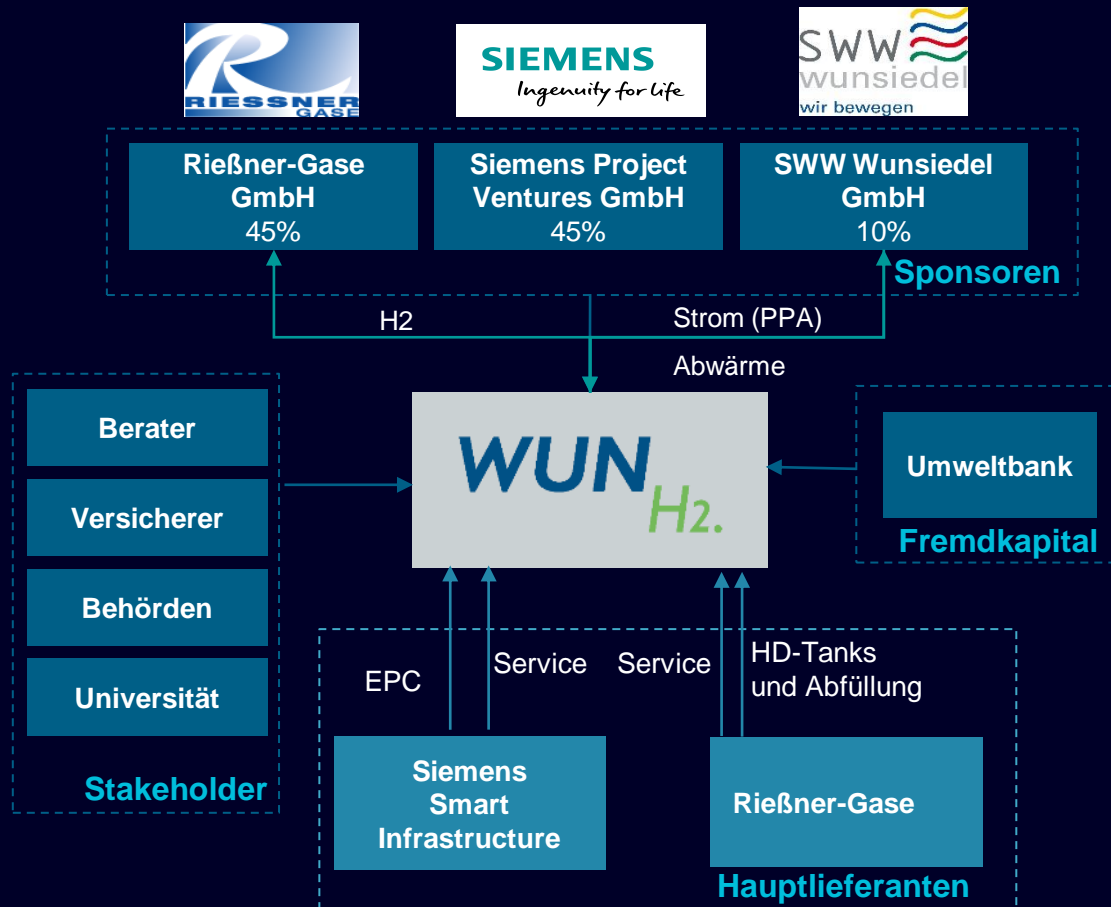 RIESSNER
GASE
SIEMENS
Ingenuity for life
SWW
wunsiedel
wir bewegen
Rießner-Gase
GmbH
45%
Siemens Project
Ventures GmbH
45%
SWW Wunsiedel
GmbH
10%
Sponsoren
H2
Strom (PPA)
Abwärme
Berater
Versicherer
Behörden
Universität
Stakeholder
WUN
H2.
Umweltbank
Fremdkapital
EPC
Service
Service
HD-Tanks
und Abfüllung
Siemens
Smart
Infrastructure
Rießner-Gase
Hauptlieferanten